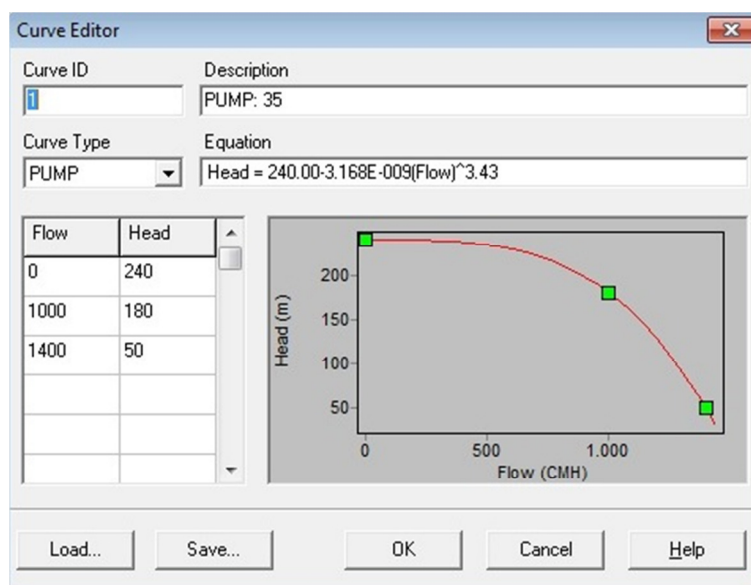 Curve Editor
Curve ID Description
1 PUMP: 35
Curve Type Equation
PUMP Head = 240.00-3.168E-009(Flow)^3.43
Flow Head
0 240
1000 180
1400 50
Head (m)
200
150
100
50
0 500 1.000
Flow (CMH)
Load... Save... OK Cancel Help